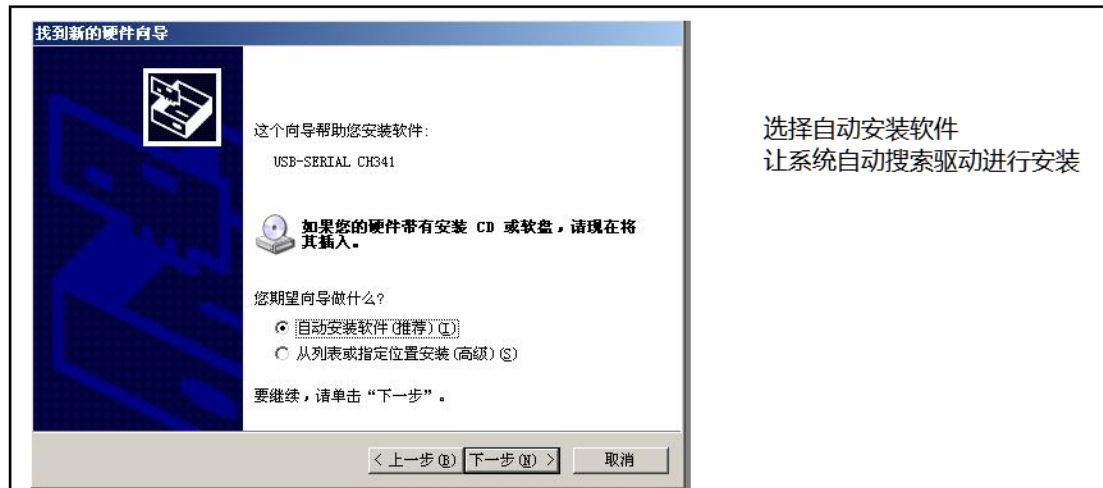 找到新的硬件向导
这个向导帮助您安装软件:
USB-SERIAL CH341
如果您的硬件带有安装 CD 或软盘，请现在将
其插入。
您期望向导做什么?
自动安装软件(推荐)(I)
从列表或指定位置安装(高级)(S)
要继续，请单击“下一步”。
< 上一步(B)
下一步(N) >
取消
选择自动安装软件
让系统自动搜索驱动进行安装